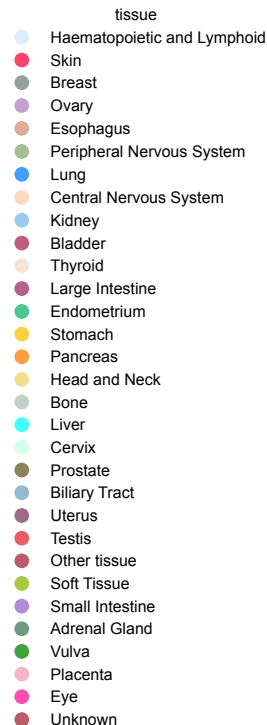 tissue
Haematopoietic and Lymphoid
Skin
Breast
Ovary
Esophagus
Peripheral Nervous System
Lung
Central Nervous System
Kidney
Bladder
Thyroid
Large Intestine
Endometrium
Stomach
Pancreas
Head and Neck
Bone
Liver
Cervix
Prostate
Biliary Tract
Uterus
Testis
Other tissue
Soft Tissue
Small Intestine
Adrenal Gland
Vulva
Placenta
Eye
Unknown